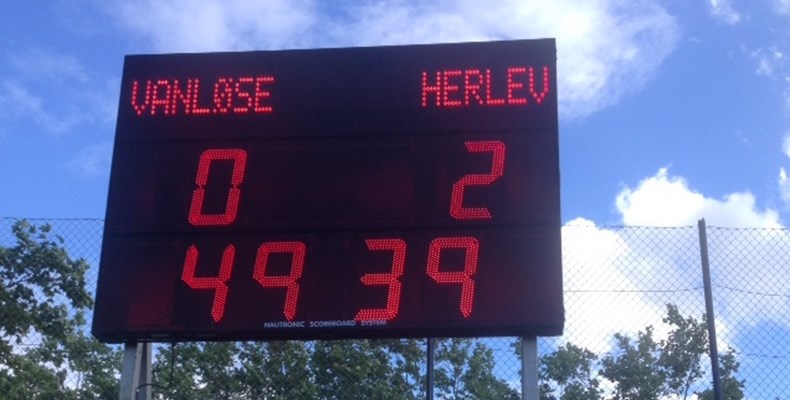 VANLØSE HERLEV
0 2
49 39
NAUTRONIC SCOREBOARD SYSTEM